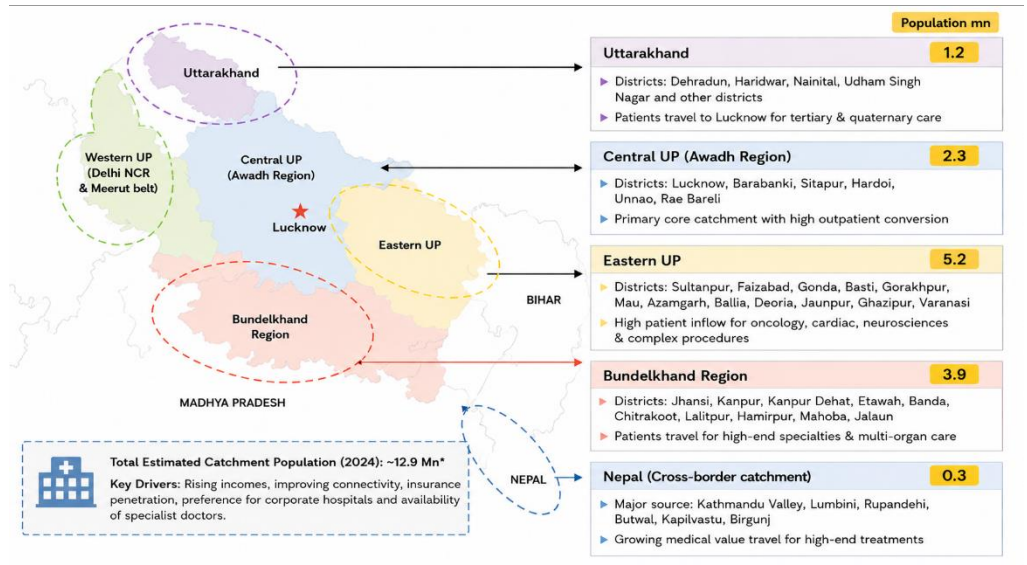 Population mn
Uttarakhand
Western UP
(Delhi NCR
& Meerut belt)
Central UP
(Awadh Region)
Lucknow
Eastern UP
BIHAR
Bundelkhand
Region
MADHYA PRADESH
NEPAL
Total Estimated Catchment Population (2024): ~12.9 Mn*
Key Drivers: Rising incomes, improving connectivity, insurance
penetration, preference for corporate hospitals and availability
of specialist doctors.
Uttarakhand 1.2
Districts: Dehradun, Haridwar, Nainital, Udham Singh
Nagar and other districts
Patients travel to Lucknow for tertiary & quaternary care
Central UP (Awadh Region) 2.3
Districts: Lucknow, Barabanki, Sitapur, Hardoi,
Unnao, Rae Bareli
Primary core catchment with high outpatient conversion
Eastern UP 5.2
Districts: Sultanpur, Faizabad, Gonda, Basti, Gorakhpur,
Mau, Azamgarh, Ballia, Deoria, Jaunpur, Ghazipur, Varanasi
High patient inflow for oncology, cardiac, neurosciences
& complex procedures
Bundelkhand Region 3.9
Districts: Jhansi, Kanpur, Kanpur Dehat, Etawah, Banda,
Chitrakoot, Lalitpur, Hamirpur, Mahoba, Jalaun
Patients travel for high-end specialties & multi-organ care
Nepal (Cross-border catchment) 0.3
Major source: Kathmandu Valley, Lumbini, Rupandehi,
Butwal, Kapilvastu, Birgunj
Growing medical value travel for high-end treatments